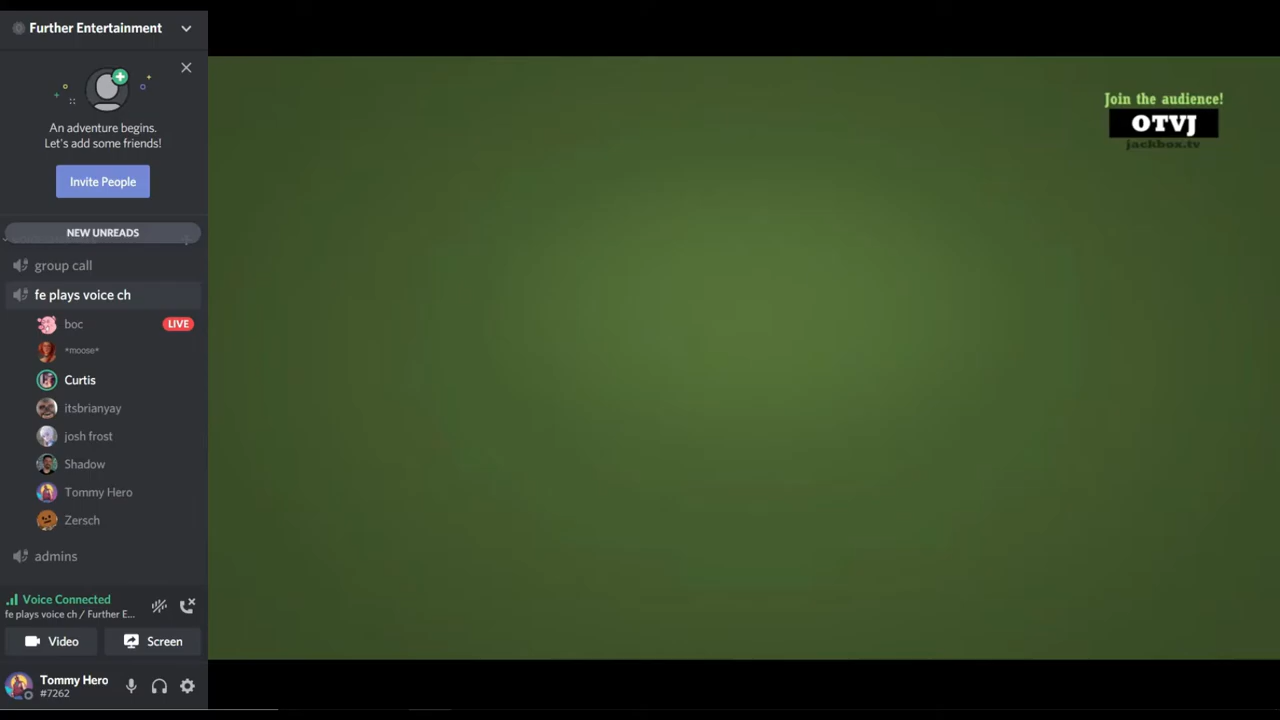 Further Entertainment
An adventure begins.
Let's add some friends!
Invite People
NEW UNREADS
group call
fe plays voice ch
boc
LIVE
*moose*
Curtis
itsbrianyay
josh frost
Shadow
Tommy Hero
Zersch
admins
Voice Connected
fe plays voice ch / Further E...
Video
Screen
Tommy Hero
#7262
Join the audience!
OTVJ
jackbox.tv